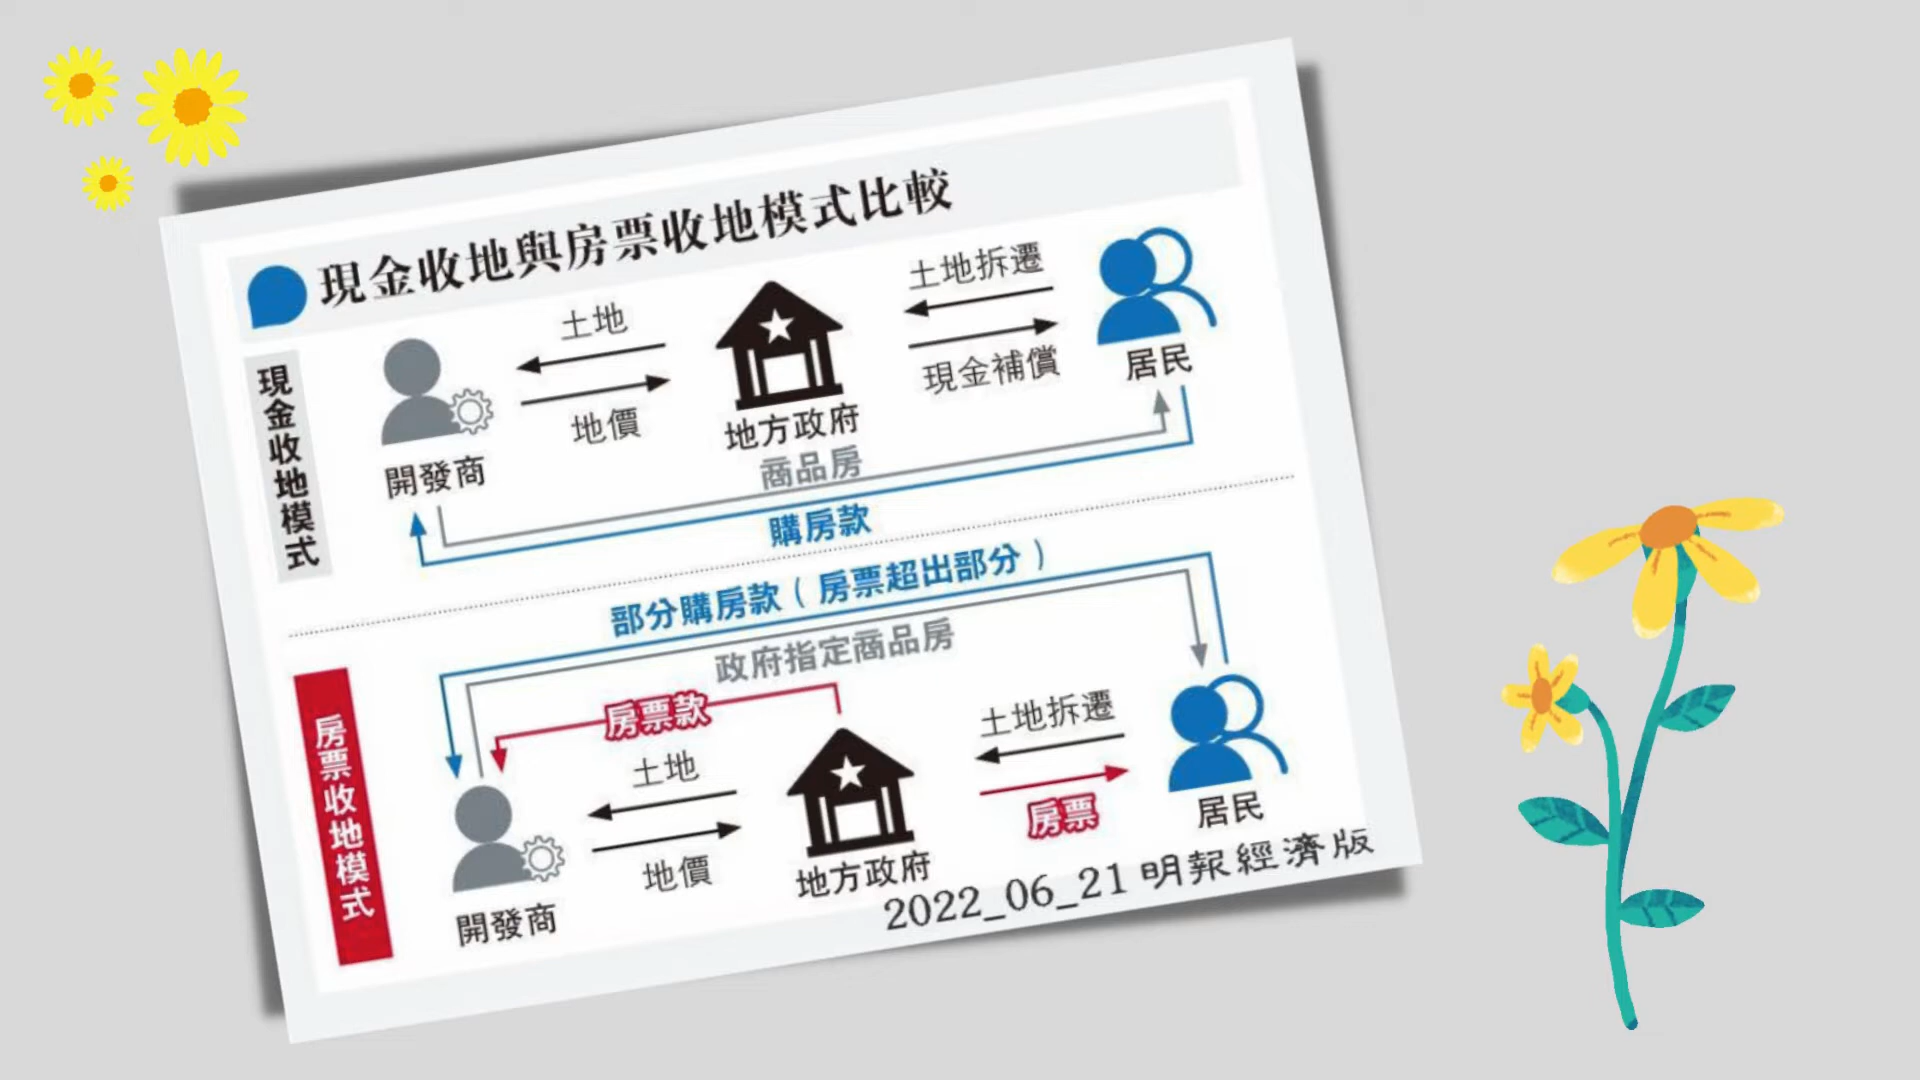 現金收地與房票收地模式比較
現金收地模式
土地
地價
開發商
地方政府
土地拆遷
現金補償
居民
商品房
購房款
部分購房款（房票超出部分）
政府指定商品房
房票款
房票收地模式
土地
地價
開發商
地方政府
土地拆遷
房票
居民
2022_06_21 明報經濟版